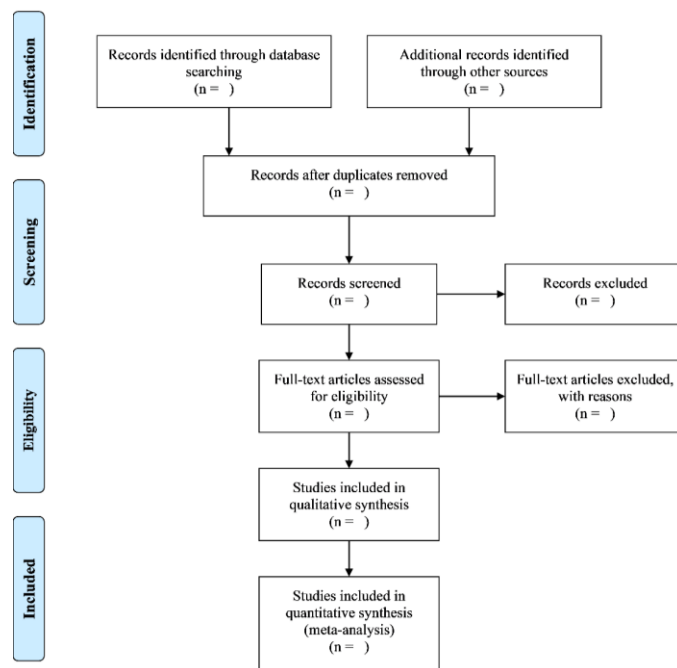 Identification
Records identified through database
searching
(n =   )
Additional records identified
through other sources
(n =   )
Records after duplicates removed
(n =   )
Screening
Records screened
(n =   )
Records excluded
(n =   )
Eligibility
Full-text articles assessed
for eligibility
(n =   )
Full-text articles excluded,
with reasons
(n =   )
Studies included in
qualitative synthesis
(n =   )
Included
Studies included in
quantitative synthesis
(meta-analysis)
(n =   )